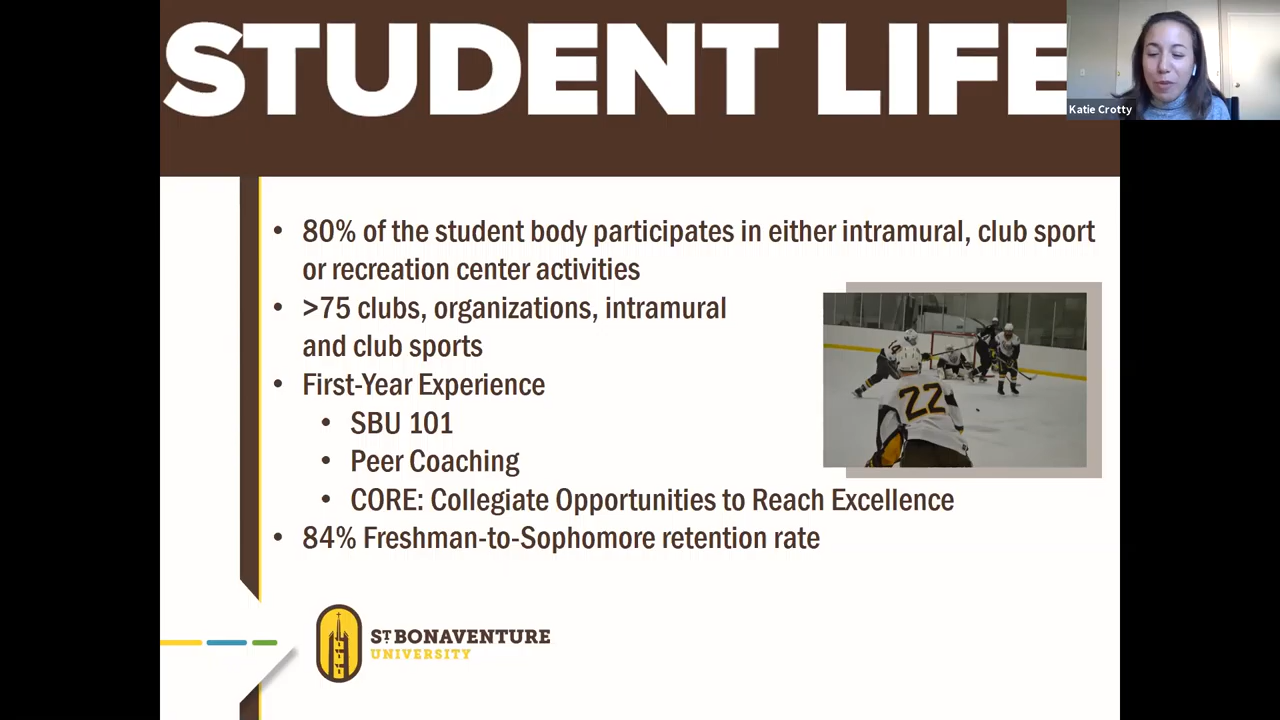 STUDENT LIFE
Katie Crotty
• 80% of the student body participates in either intramural, club sport
or recreation center activities
• >75 clubs, organizations, intramural
and club sports
• First-Year Experience
• SBU 101
• Peer Coaching
• CORE: Collegiate Opportunities to Reach Excellence
• 84% Freshman-to-Sophomore retention rate
22
ST. BONAVENTURE
UNIVERSITY